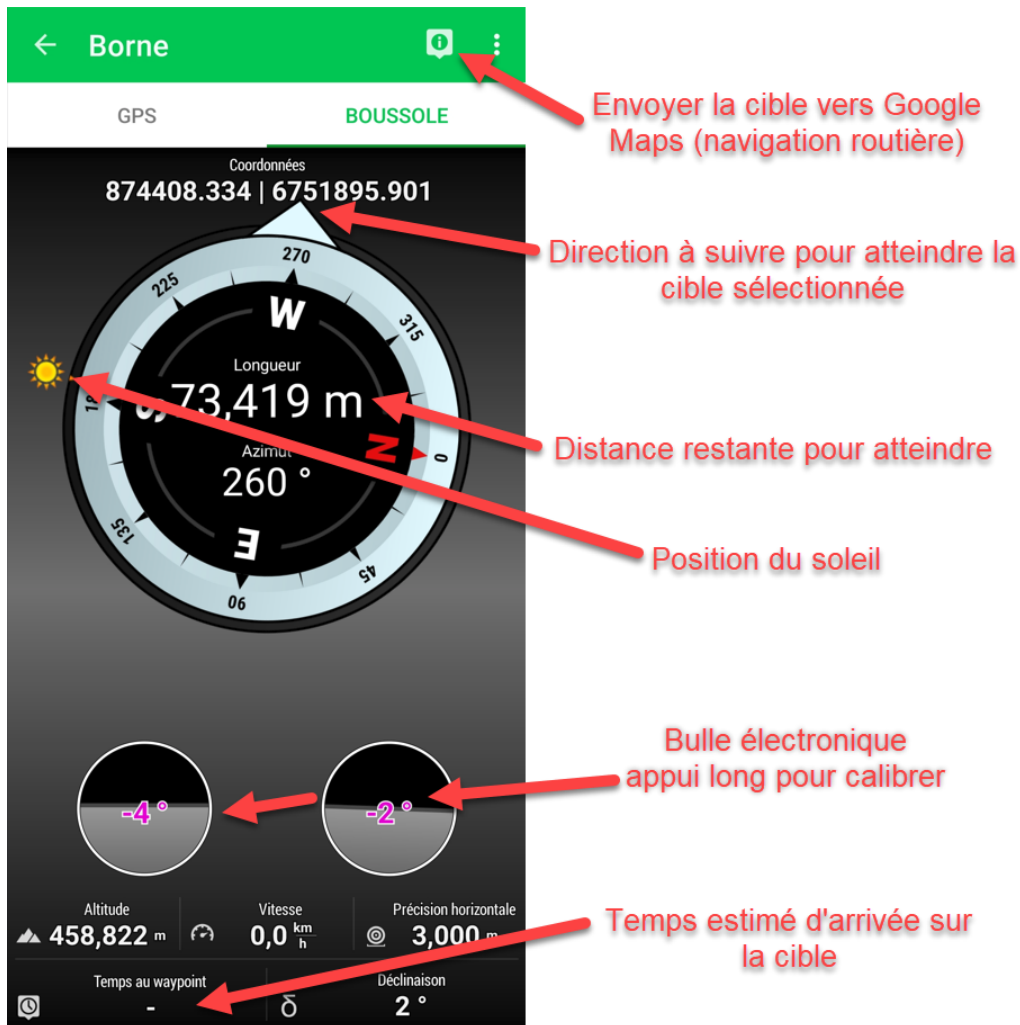 Borne
GPS
BOUSSOLE
Envoyer la cible vers Google
Maps (navigation routière)
Coordonnées
874408.334 | 6751895.901
Direction à suivre pour atteindre la
cible sélectionnée
270
225
315
W
Longueur
73,419 m
S
N
0
Azimut
260 °
Distance restante pour atteindre
E
135
45
90
Position du soleil
Bulle électronique
appui long pour calibrer
-4 °
-2 °
Altitude
458,822 m
Vitesse
0,0 km
h
Précision horizontale
3,000
Temps estimé d'arrivée sur
la cible
Temps au waypoint
-
Déclinaison
δ
2 °